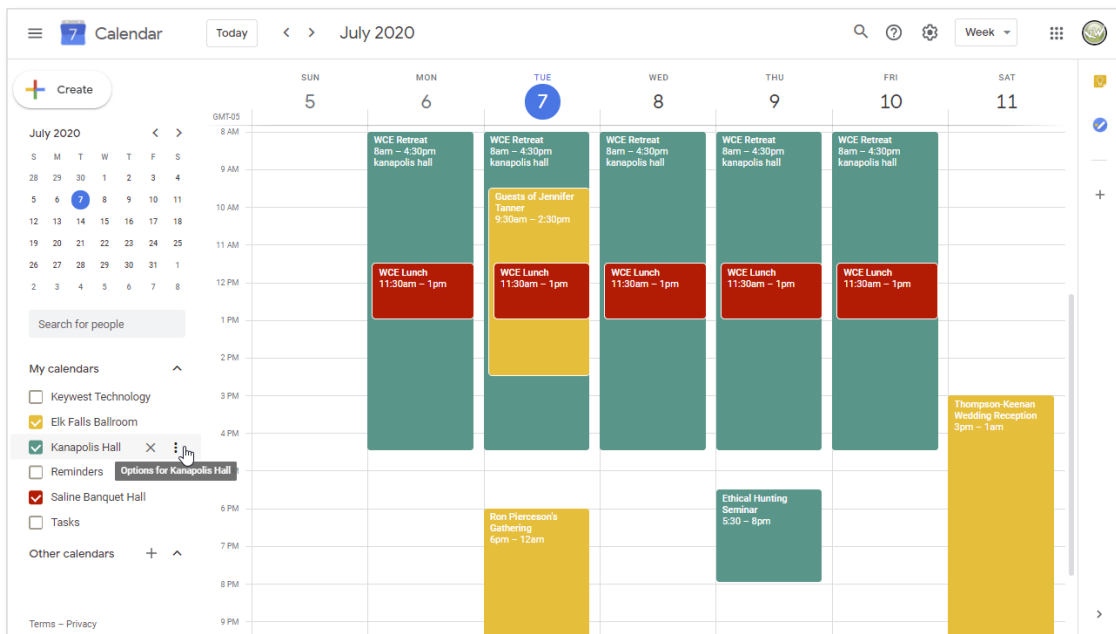 7 Calendar Today July 2020 Week
Create
SUN MON TUE WED THU FRI SAT
5 6 7 8 9 10 11
GMT-05
July 2020
S M T W T F S
28 29 30 1 2 3 4
5 6 7 8 9 10 11
12 13 14 15 16 17 18
19 20 21 22 23 24 25
26 27 28 29 30 31 1
2 3 4 5 6 7 8
Search for people
My calendars
Keywest Technology
Elk Falls Ballroom
Kanapolis Hall
Reminders
Options for Kanapolis Hall
Saline Banquet Hall
Tasks
Other calendars
Terms – Privacy
8 AM
9 AM
10 AM
11 AM
12 PM
1 PM
2 PM
3 PM
4 PM
6 PM
7 PM
8 PM
9 PM
WCE Retreat
8am – 4:30pm
kanapolis hall
WCE Lunch
11:30am – 1pm
WCE Retreat
8am – 4:30pm
kanapolis hall
Guests of Jennifer
Tanner
9:30am – 2:30pm
WCE Lunch
11:30am – 1pm
Ron Pierceson's
Gathering
6pm – 12am
WCE Retreat
8am – 4:30pm
kanapolis hall
WCE Lunch
11:30am – 1pm
WCE Retreat
8am – 4:30pm
kanapolis hall
WCE Lunch
11:30am – 1pm
Ethical Hunting
Seminar
5:30 – 8pm
WCE Retreat
8am – 4:30pm
kanapolis hall
WCE Lunch
11:30am – 1pm
Thompson-Keenan
Wedding Reception
3pm – 1am